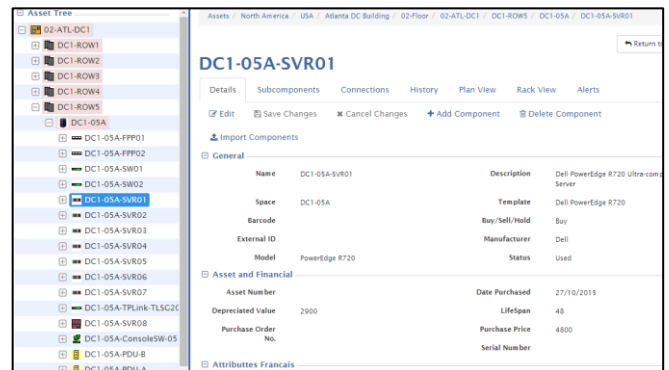 Asset Tree
02-ATL-DC1
DC1-ROW1
DC1-ROW2
DC1-ROW3
DC1-ROW4
DC1-ROW5
DC1-05A
DC1-05A-FPP01
DC1-05A-FPP02
DC1-05A-SW01
DC1-05A-SW02
DC1-05A-SVR01
DC1-05A-SVR02
DC1-05A-SVR03
DC1-05A-SVR04
DC1-05A-SVR05
DC1-05A-SVR06
DC1-05A-SVR07
DC1-05A-TPLink-TLSG2
DC1-05A-SVR08
DC1-05A-ConsoleSW-05
DC1-05A-PDU-B
DC1-05A-PDU-A
Assets / North America / USA / Atlanta DC Building / 02-Floor / 02-ATL-DC1 / DC1-ROW5 / DC1-05A / DC1-05A-SVR01
Return to
DC1-05A-SVR01
Details Subcomponents Connections History Plan View Rack View Alerts
Edit Save Changes Cancel Changes Add Component Delete Component
Import Components
General
Name DC1-05A-SVR01 Description Dell PowerEdge R720 Ultra-comp
Server
Space DC1-05A Template Dell PowerEdge R720
Barcode Buy/Sell/Hold Buy
External ID Manufacturer Dell
Model PowerEdge R720 Status Used
Asset and Financial
Asset Number Date Purchased 27/10/2015
Depreciated Value 2900 LifeSpan 48
Purchase Order Purchase Price 4800
No.
Serial Number
Attributtes Francais